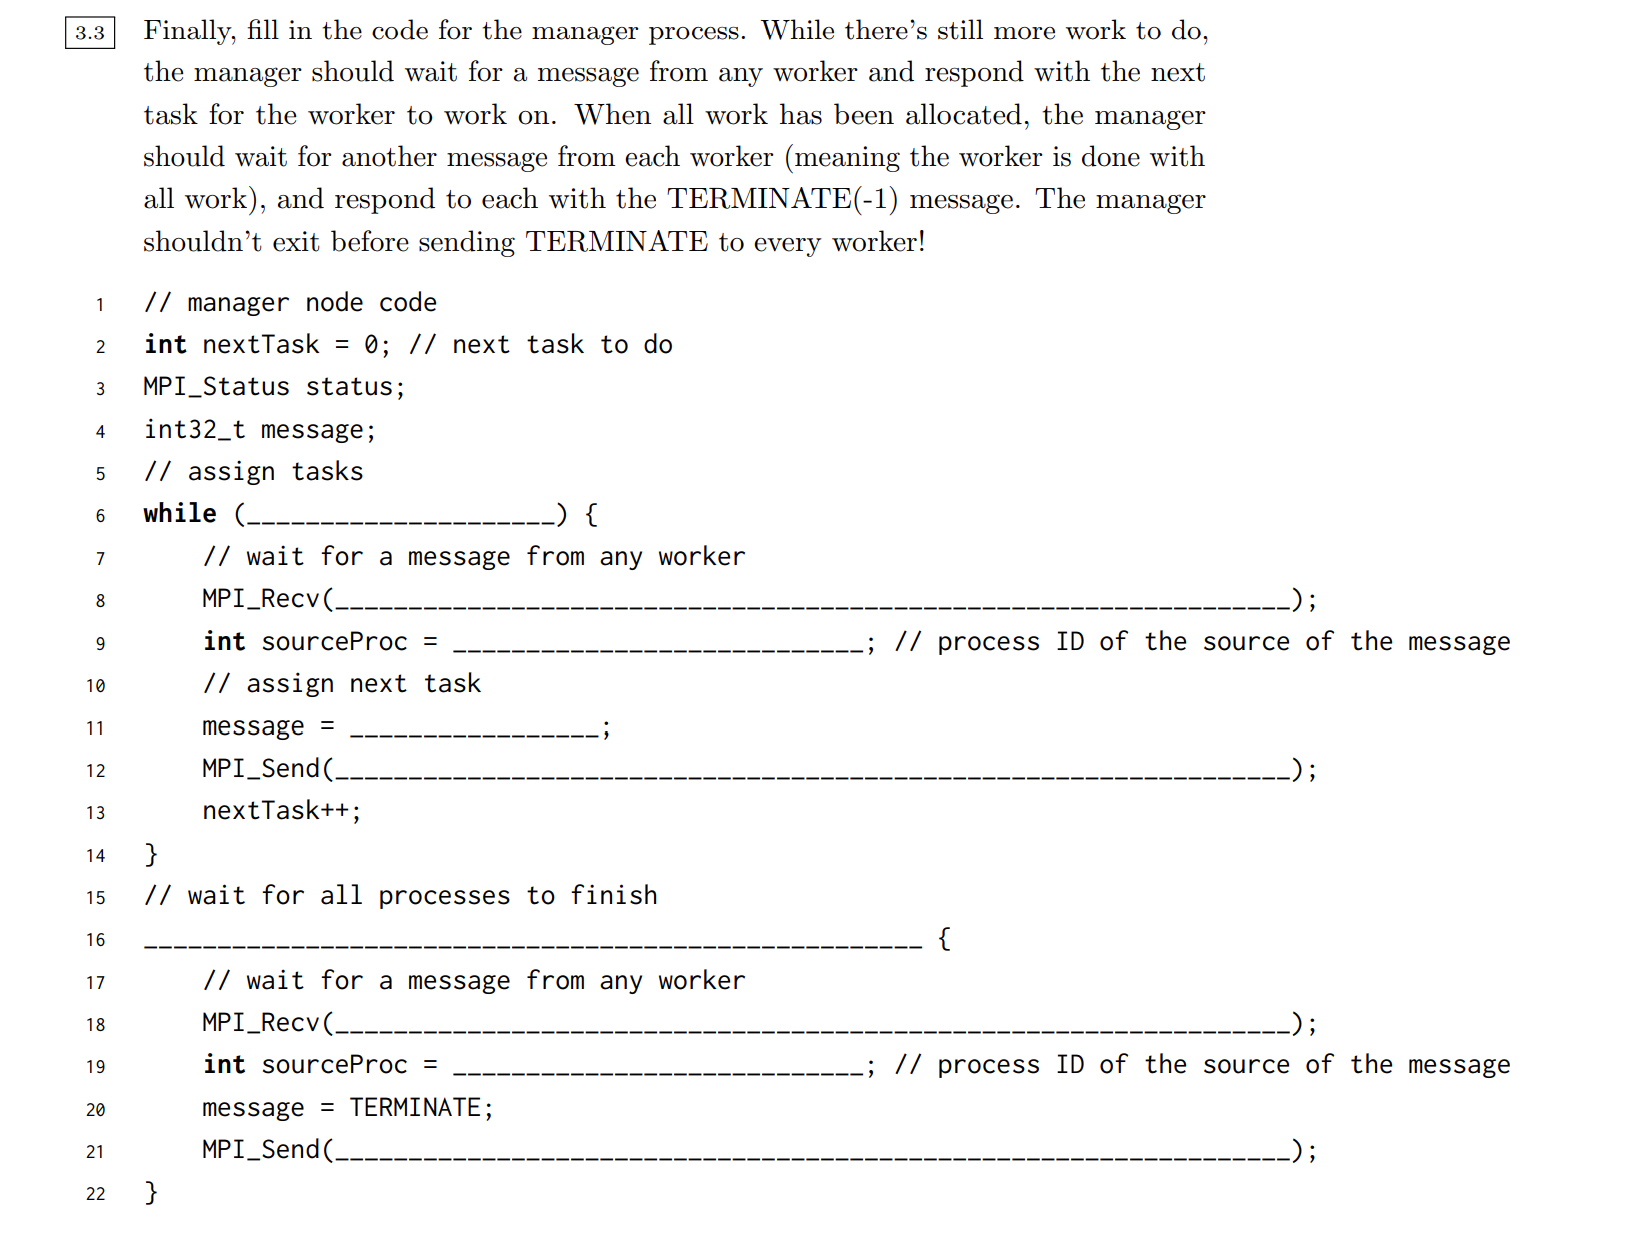 3.3 Finally, fill in the code for the manager process. While there’s still more work to do,
the manager should wait for a message from any worker and respond with the next
task for the worker to work on. When all work has been allocated, the manager
should wait for another message from each worker (meaning the worker is done with
all work), and respond to each with the TERMINATE(-1) message. The manager
shouldn’t exit before sending TERMINATE to every worker!
1 // manager node code
2 int nextTask = 0; // next task to do
3 MPI_Status status;
4 int32_t message;
5 // assign tasks
6 while (_____________________) {
7 // wait for a message from any worker
8 MPI_Recv(_________________________________________________________________);
9 int sourceProc = ____________________________; // process ID of the source of the message
10 // assign next task
11 message = _________________;
12 MPI_Send(_________________________________________________________________);
13 nextTask++;
14 }
15 // wait for all processes to finish
16 _____________________________________________________ {
17 // wait for a message from any worker
18 MPI_Recv(_________________________________________________________________);
19 int sourceProc = ____________________________; // process ID of the source of the message
20 message = TERMINATE;
21 MPI_Send(_________________________________________________________________);
22 }